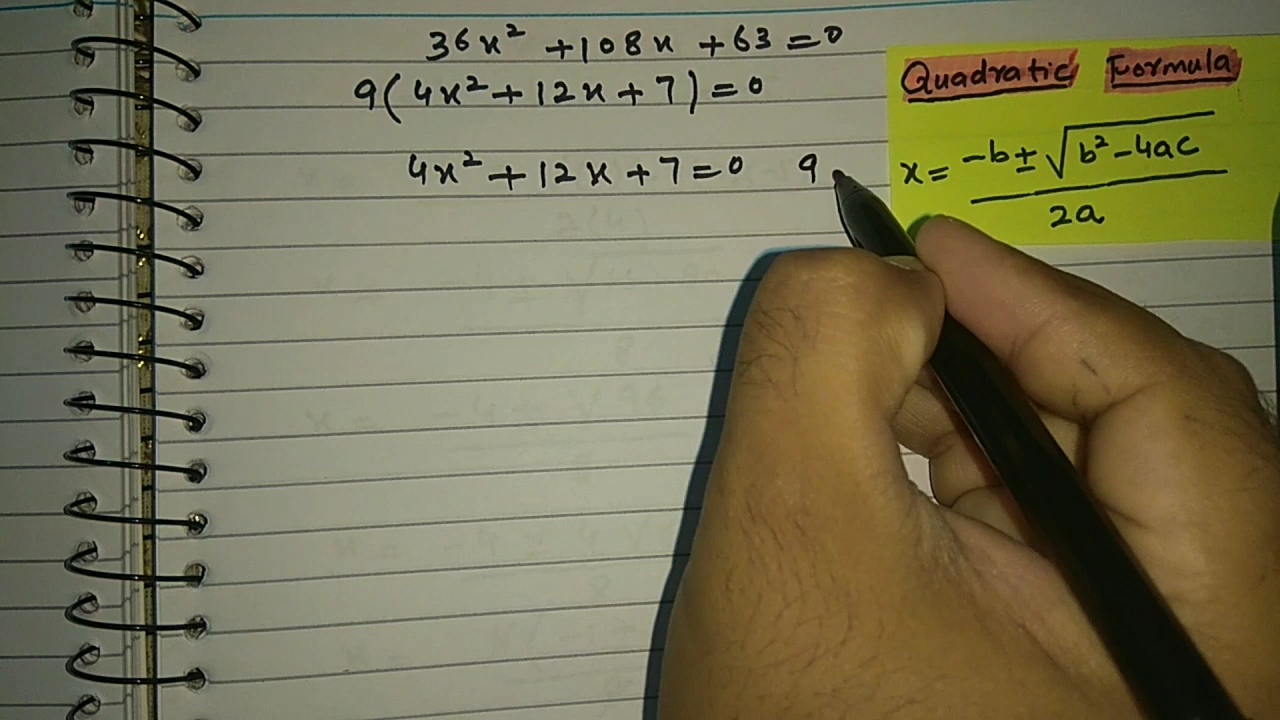 36x² +108x +63 =0
9(4x²+12x+7)=0
4x²+12x+7=0 9
Quadratic Formula
x= -b±√b²-4ac
2a